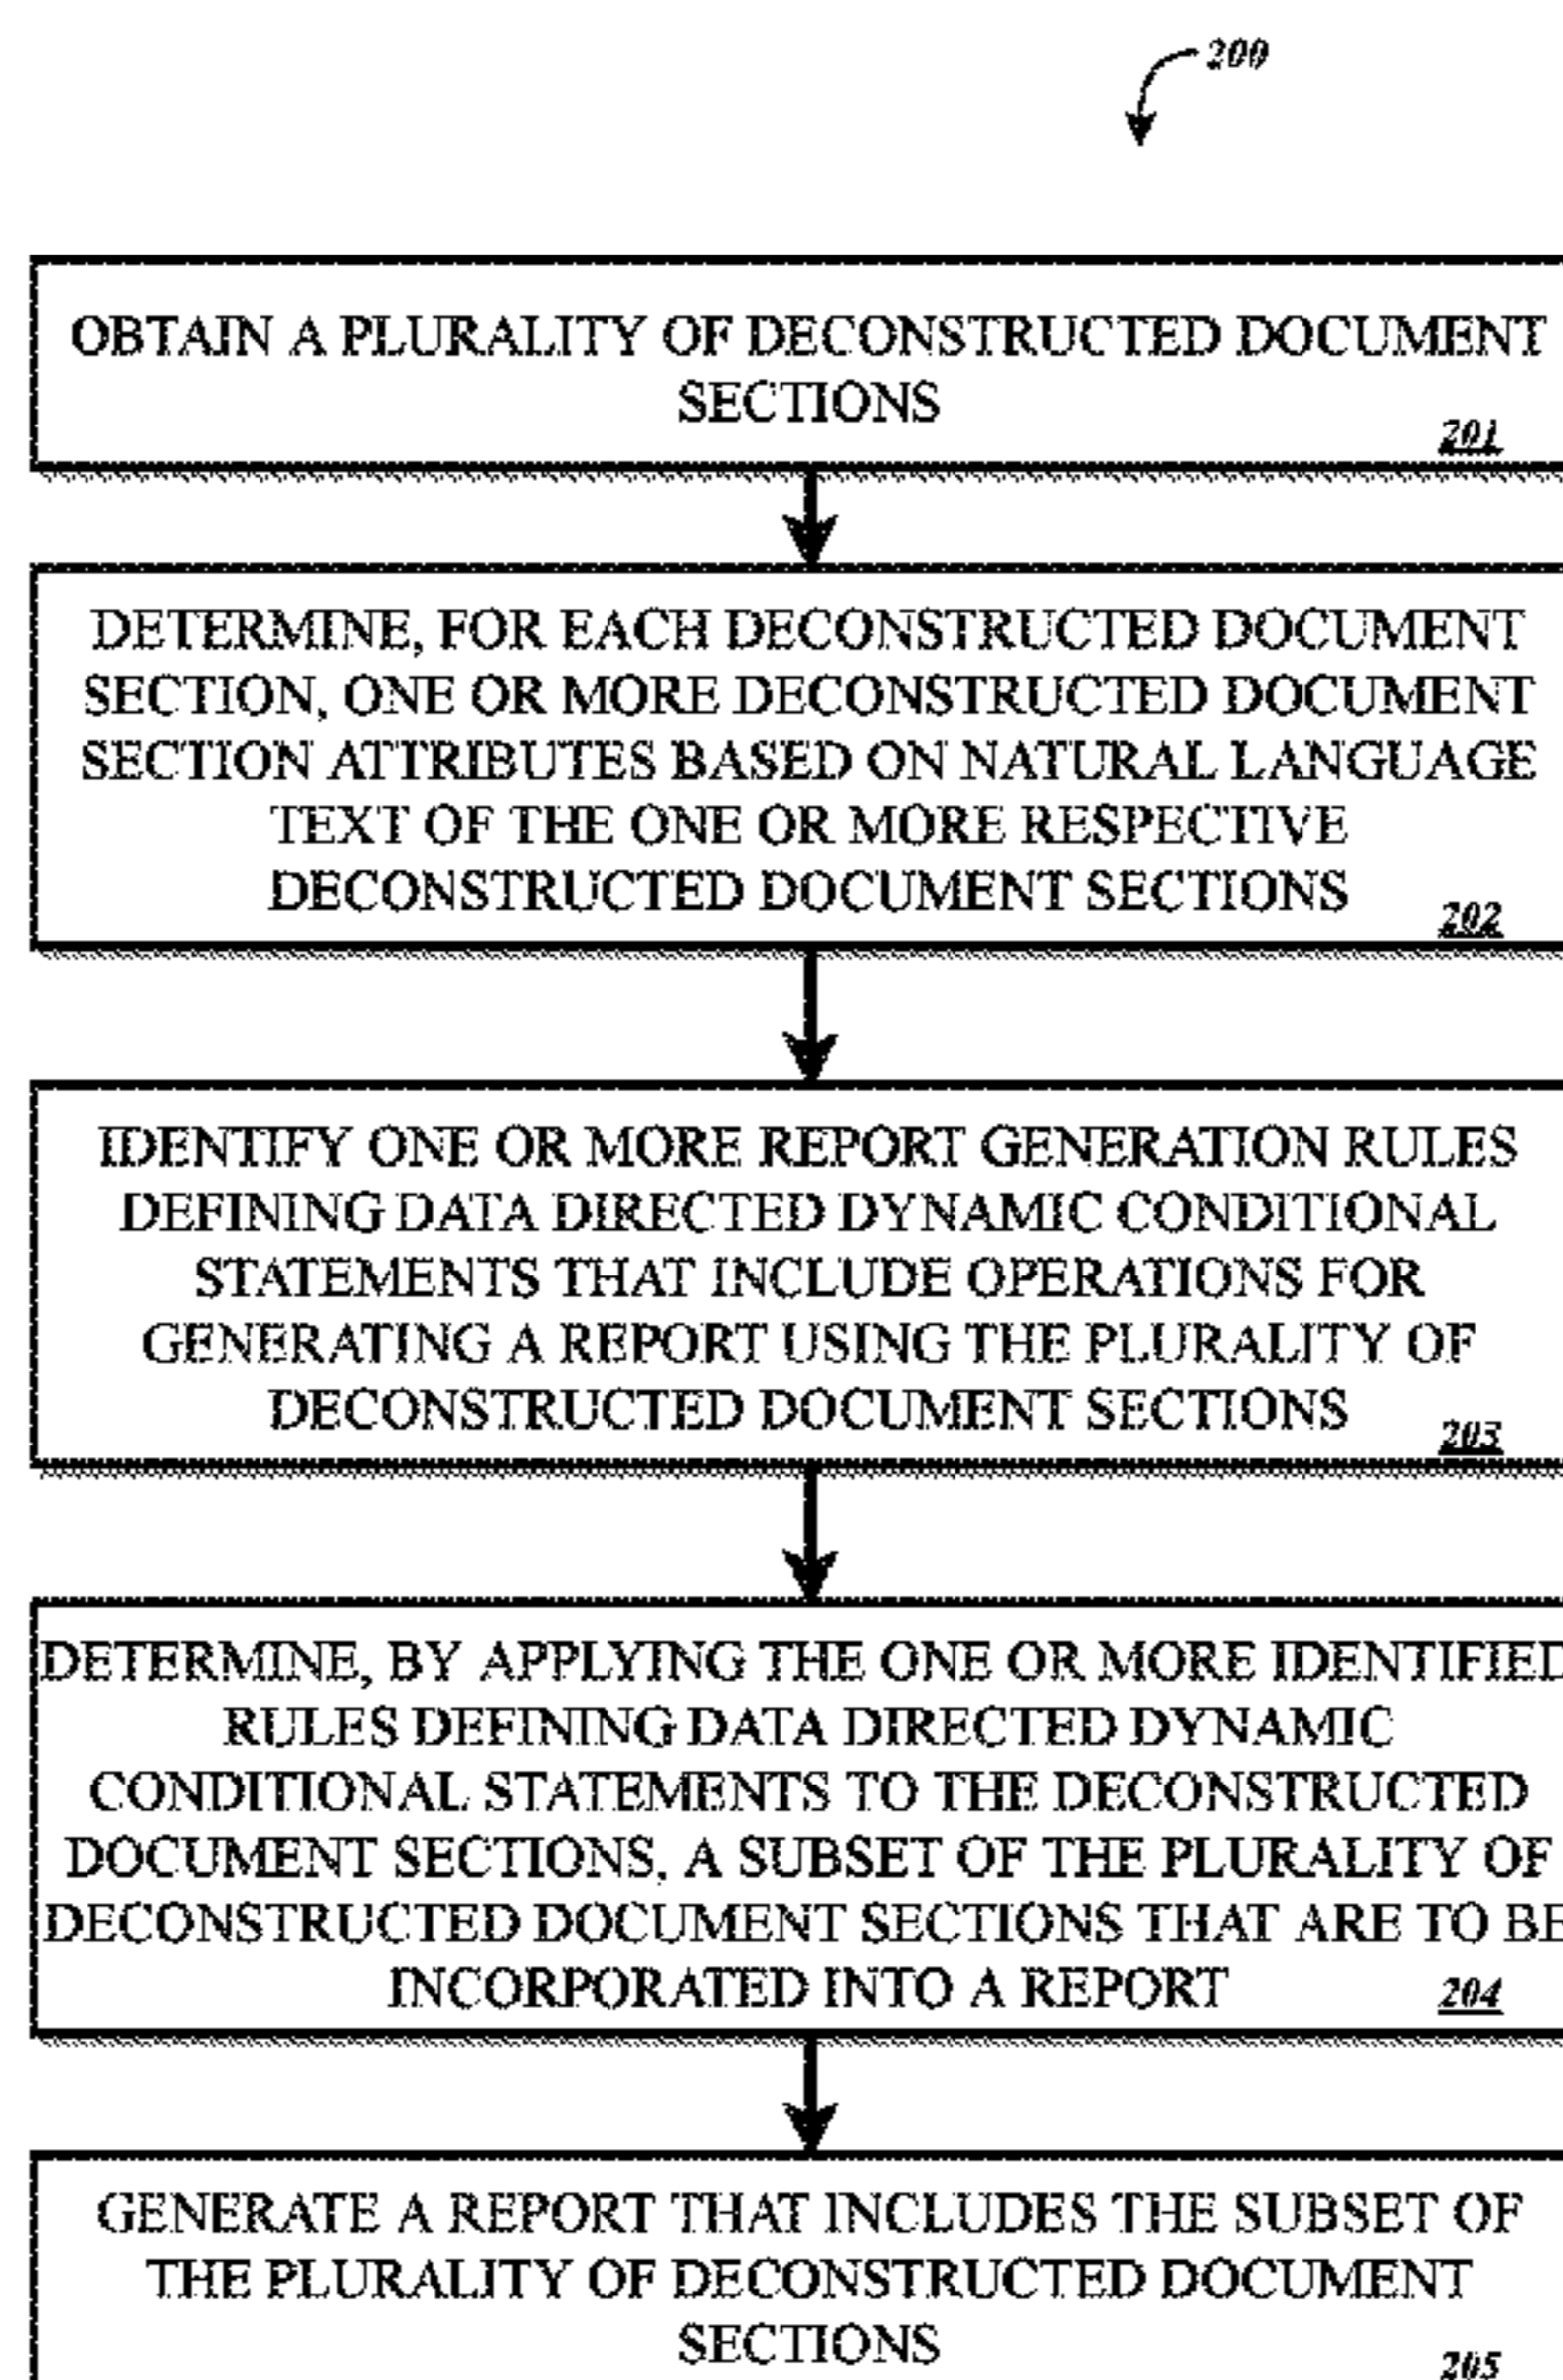 200
OBTAIN A PLURALITY OF DECONSTRUCTED DOCUMENT
SECTIONS
201
DETERMINE, FOR EACH DECONSTRUCTED DOCUMENT
SECTION, ONE OR MORE DECONSTRUCTED DOCUMENT
SECTION ATTRIBUTES BASED ON NATURAL LANGUAGE
TEXT OF THE ONE OR MORE RESPECTIVE
DECONSTRUCTED DOCUMENT SECTIONS
202
IDENTIFY ONE OR MORE REPORT GENERATION RULES
DEFINING DATA DIRECTED DYNAMIC CONDITIONAL
STATEMENTS THAT INCLUDE OPERATIONS FOR
GENERATING A REPORT USING THE PLURALITY OF
DECONSTRUCTED DOCUMENT SECTIONS
203
DETERMINE, BY APPLYING THE ONE OR MORE IDENTIFIED
RULES DEFINING DATA DIRECTED DYNAMIC
CONDITIONAL STATEMENTS TO THE DECONSTRUCTED
DOCUMENT SECTIONS, A SUBSET OF THE PLURALITY OF
DECONSTRUCTED DOCUMENT SECTIONS THAT ARE TO BE
INCORPORATED INTO A REPORT
204
GENERATE A REPORT THAT INCLUDES THE SUBSET OF
THE PLURALITY OF DECONSTRUCTED DOCUMENT
SECTIONS
205